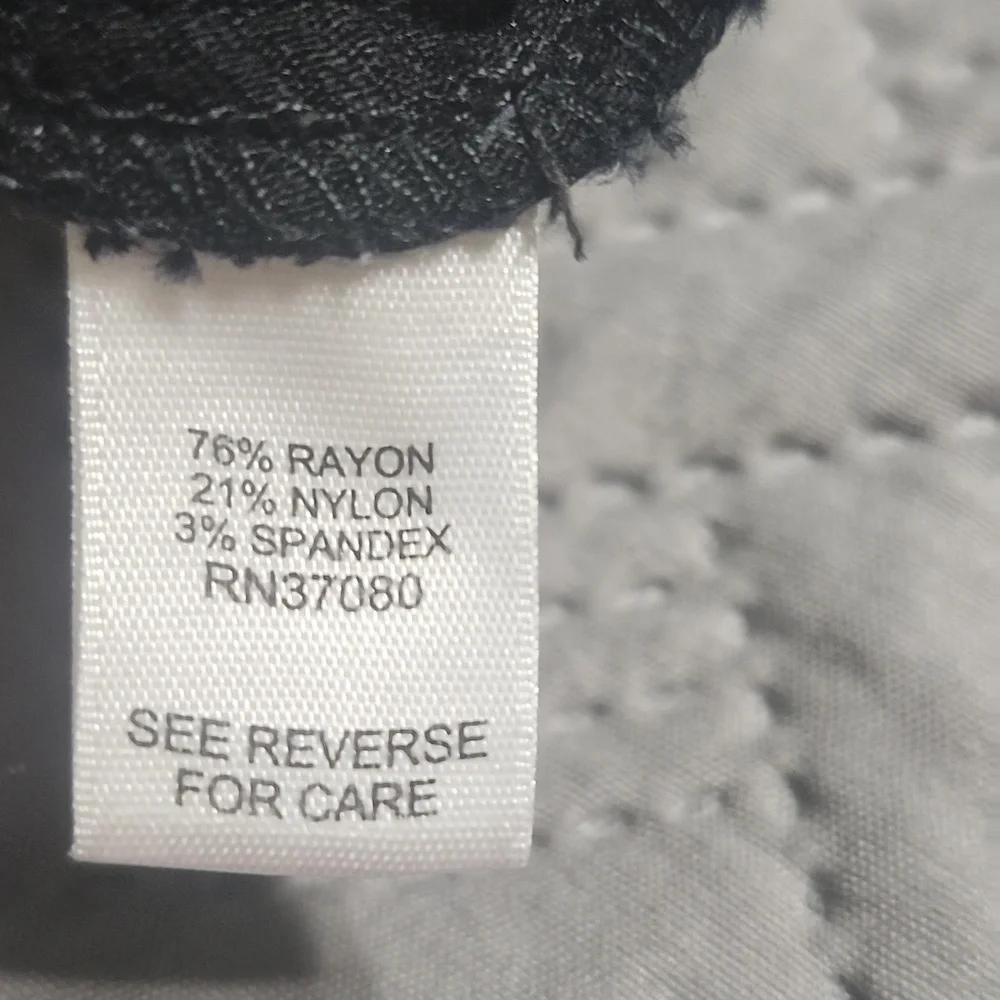 76% RAYON
21% NYLON
3% SPANDEX
RN37080
SEE REVERSE
FOR CARE